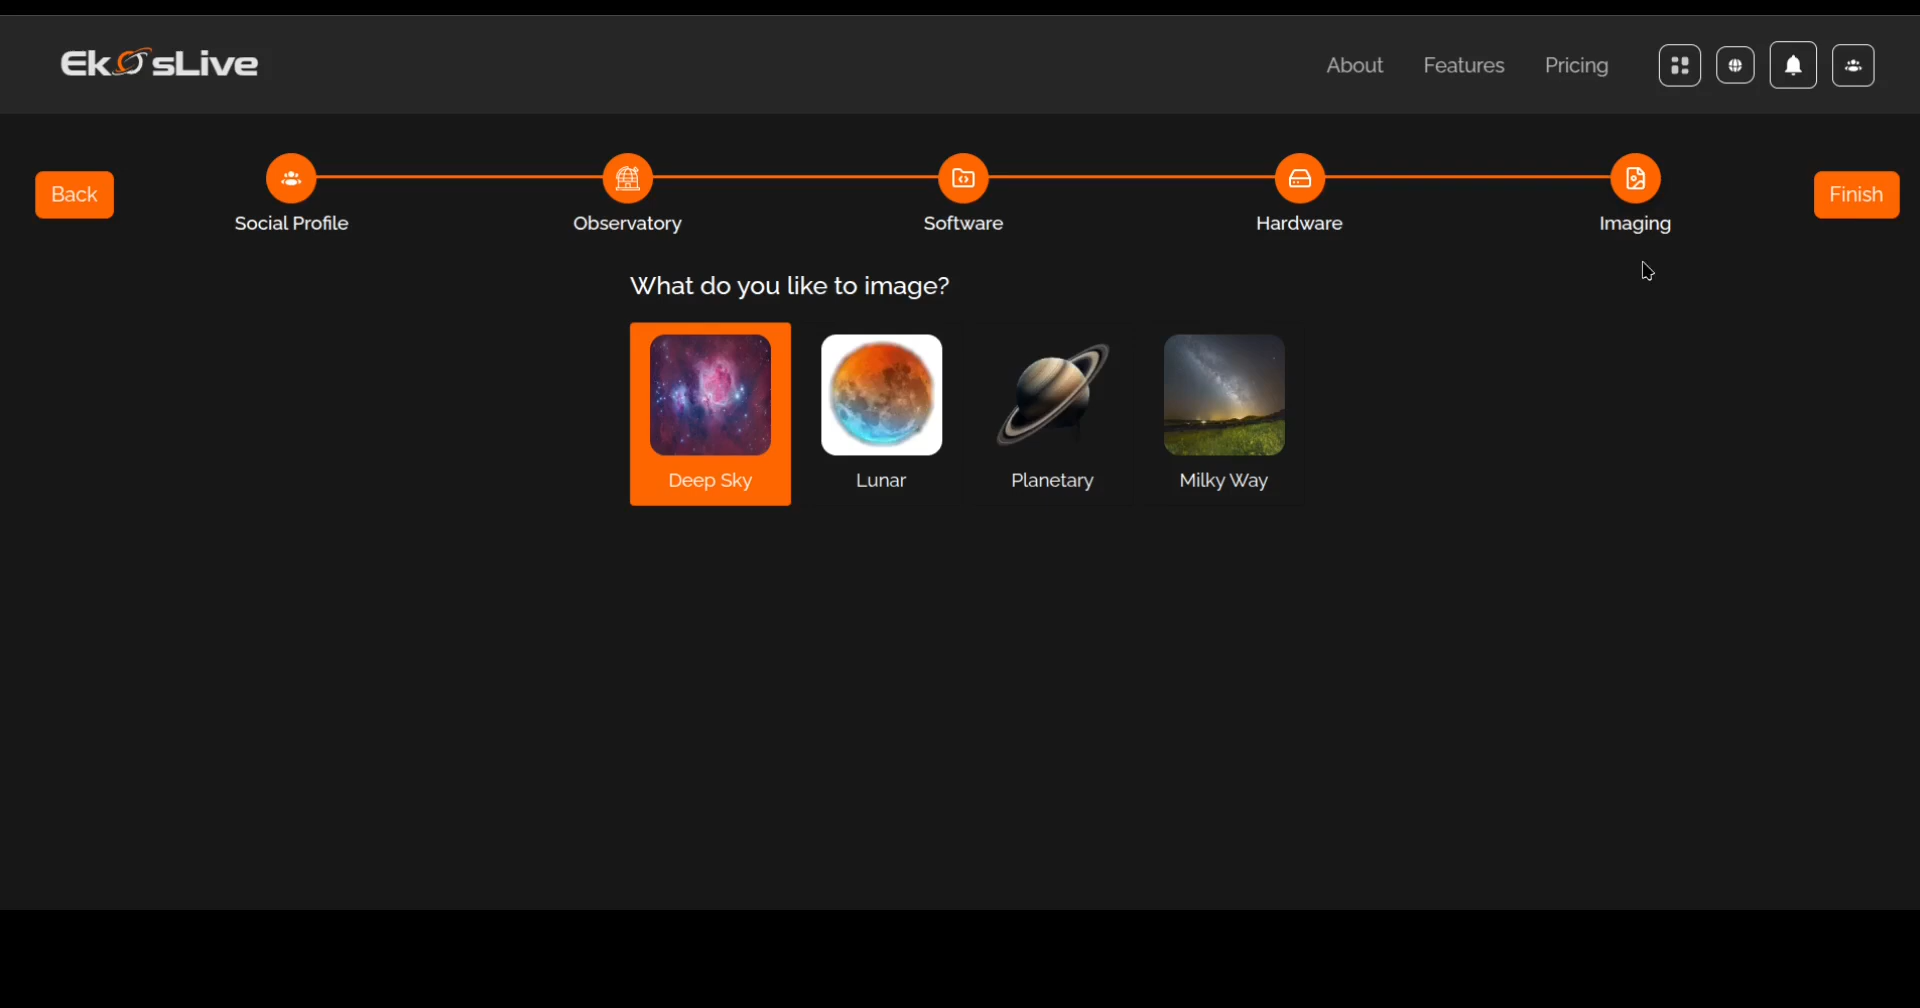 EkOsLive
About Features Pricing
Back
Social Profile
Observatory
Software
Hardware
Imaging
Finish
What do you like to image?
Deep Sky
Lunar
Planetary
Milky Way